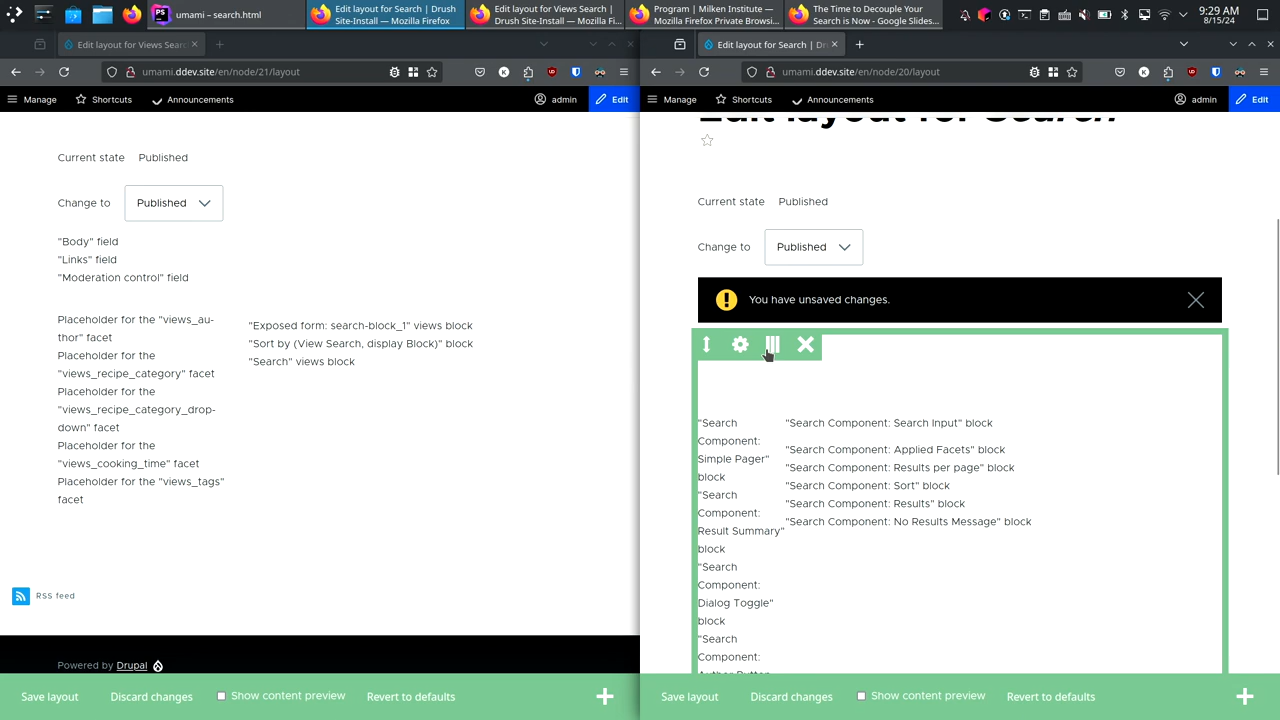 PS
umami – search.html
Edit layout for Search | Drush Site-Install — Mozilla Firefox
Edit layout for Views Search | Drush Site-Install — Mozilla Fi...
Program | Milken Institute — Mozilla Firefox Private Browsi...
The Time to Decouple Your Search is Now - Google Slides...
9:29 AM
8/15/24
Edit layout for Views Sear
Edit layout for Search | Dr
umami.ddev.site/en/node/21/layout
umami.ddev.site/en/node/20/layout
Manage
Shortcuts
Announcements
admin
Edit
Manage
Shortcuts
Announcements
admin
Edit
Current state Published
Change to Published
"Body" field
"Links" field
"Moderation control" field
Placeholder for the "views_au-
thor" facet
Placeholder for the
"views_recipe_category" facet
Placeholder for the
"views_recipe_category_drop-
down" facet
Placeholder for the
"views_cooking_time" facet
Placeholder for the "views_tags"
facet
"Exposed form: search-block_1" views block
"Sort by (View Search, display Block)" block
"Search" views block
RSS feed
Powered by Drupal
Save layout
Discard changes
Show content preview
Revert to defaults
Edit layout for Search
Current state Published
Change to Published
You have unsaved changes.
"Search
Component:
Simple Pager"
block
"Search
Component:
Result Summary"
block
"Search
Component:
Dialog Toggle"
block
"Search
Component:
"Search Component: Search Input" block
"Search Component: Applied Facets" block
"Search Component: Results per page" block
"Search Component: Sort" block
"Search Component: Results" block
"Search Component: No Results Message" block
Save layout
Discard changes
Show content preview
Revert to defaults